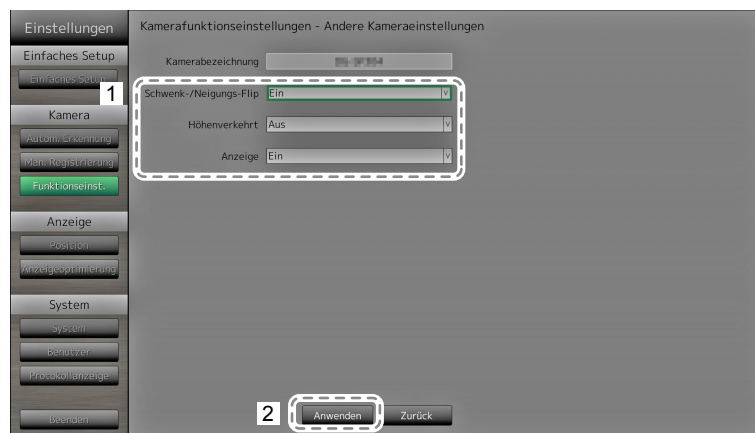 Einstellungen
Kamerafunktionseinstellungen - Andere Kameraeinstellungen
Einfaches Setup
Einfaches Setup
Kamerabezeichnung
1
Schwenk-/Neigungs-Flip Ein
Höhenverkehrt Aus
Anzeige Ein
Kamera
Autom. Erkennung
Man. Registrierung
Funktionseinst.
Anzeige
Position
Anzeigeoptimierung
System
System
Benutzer
Protokollanzeige
Beenden
2
Anwenden
Zurück